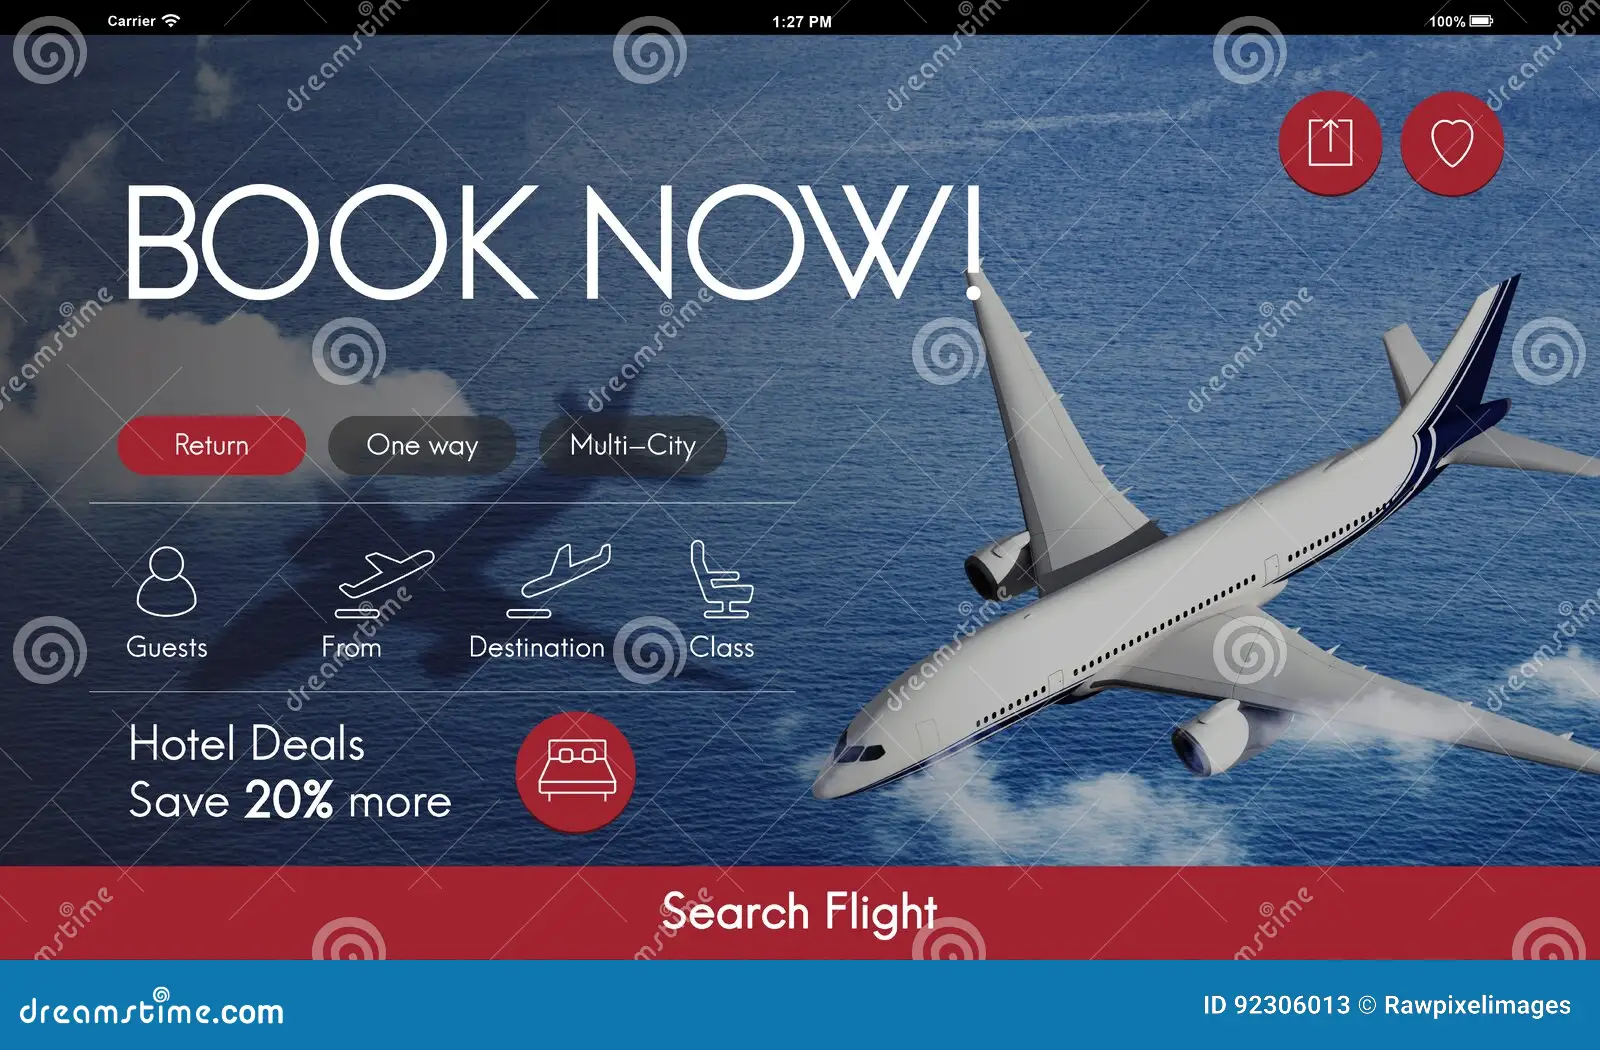 Carrier 1:27 PM 100%
BOOK NOW!
Return One way Multi-City
Guests From Destination Class
Hotel Deals
Save 20% more
Search Flight
dreamstime.com ID 92306013 © Rawpixelimages
dreamstime